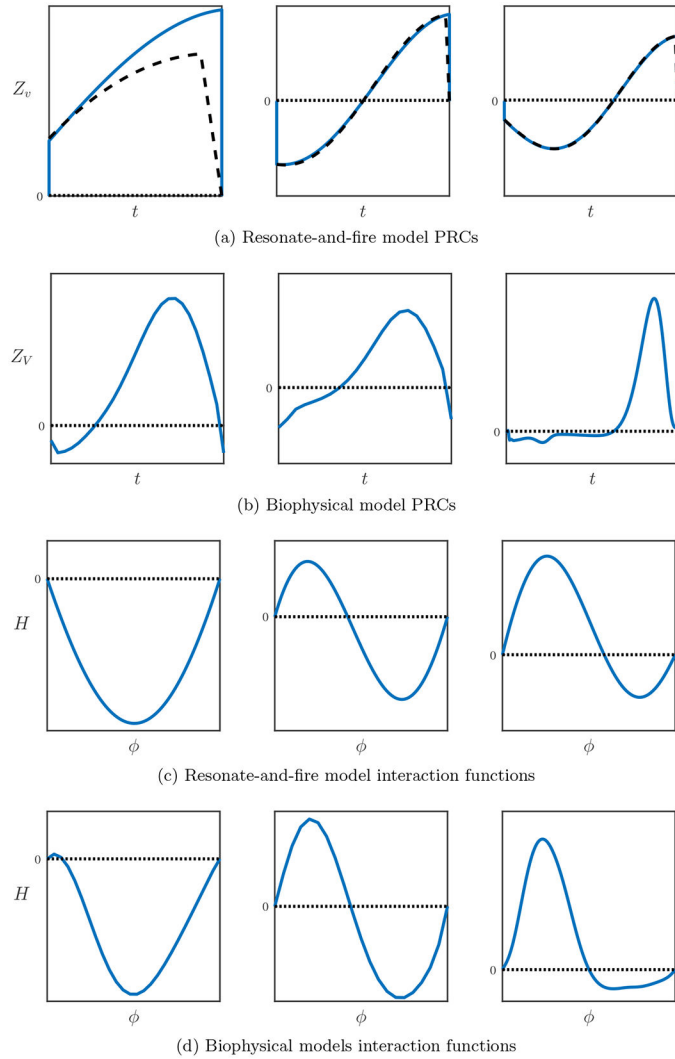 Z_v
0
0
0
t
t
t
(a) Resonate-and-fire model PRCs
Z_V
0
0
0
t
t
t
(b) Biophysical model PRCs
H
0
0
0
ϕ
ϕ
ϕ
(c) Resonate-and-fire model interaction functions
H
0
0
0
ϕ
ϕ
ϕ
(d) Biophysical models interaction functions